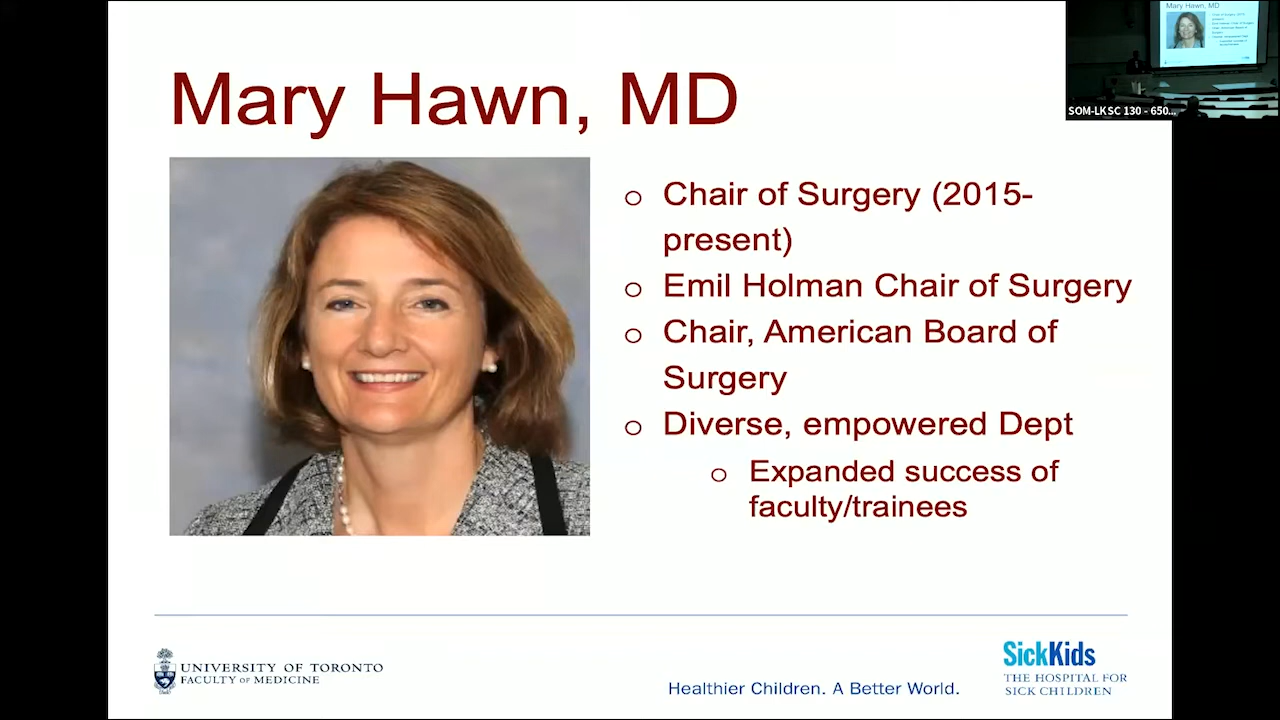 Mary Hawn, MD
o Chair of Surgery (2015-
present)
o Emil Holman Chair of Surgery
o Chair, American Board of
Surgery
o Diverse, empowered Dept
o Expanded success of
faculty/trainees
UNIVERSITY OF TORONTO
FACULTY OF MEDICINE
Healthier Children. A Better World.
SickKids
THE HOSPITAL FOR
SICK CHILDREN
Mary Hawn, MD
SOM-LKSC 130 - 650...